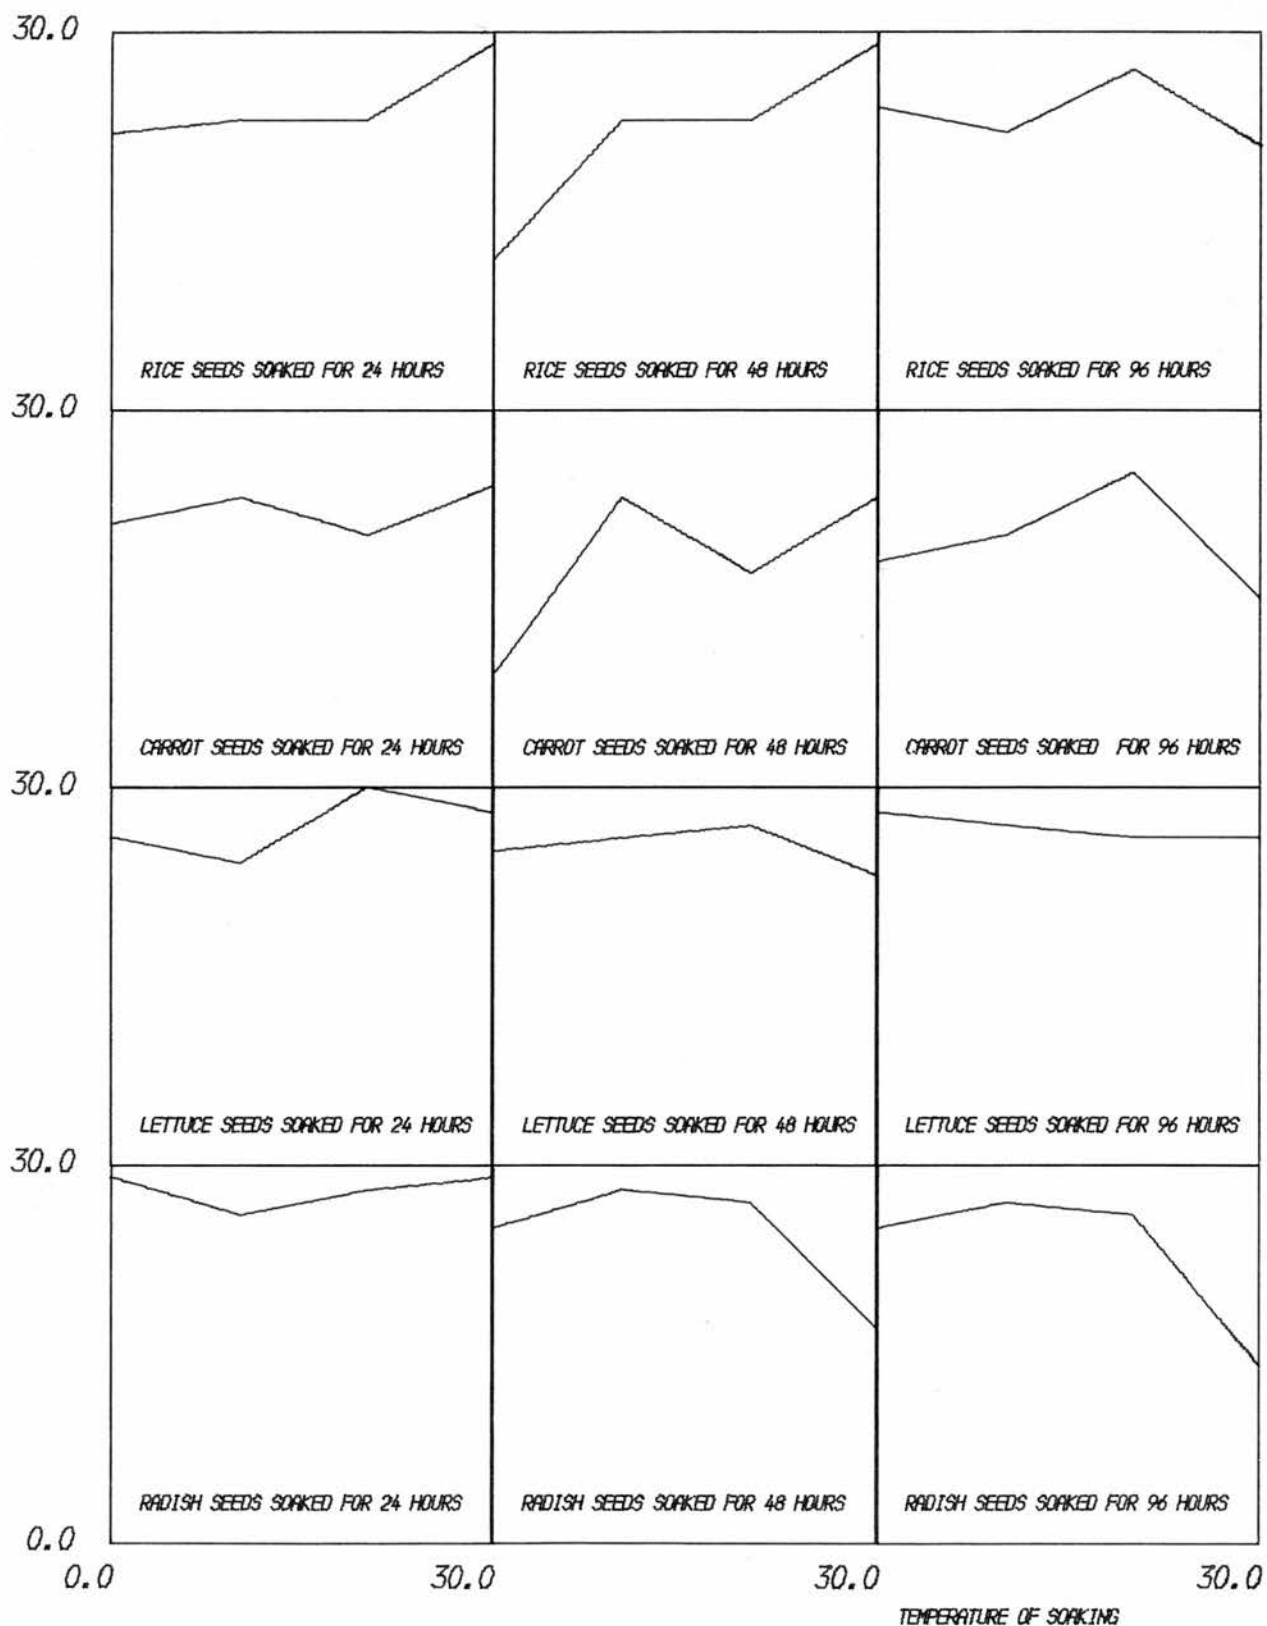 30.0
RICE SEEDS SOAKED FOR 24 HOURS
RICE SEEDS SOAKED FOR 48 HOURS
RICE SEEDS SOAKED FOR 96 HOURS
30.0
CARROT SEEDS SOAKED FOR 24 HOURS
CARROT SEEDS SOAKED FOR 48 HOURS
CARROT SEEDS SOAKED FOR 96 HOURS
30.0
LETTUCE SEEDS SOAKED FOR 24 HOURS
LETTUCE SEEDS SOAKED FOR 48 HOURS
LETTUCE SEEDS SOAKED FOR 96 HOURS
30.0
RADISH SEEDS SOAKED FOR 24 HOURS
RADISH SEEDS SOAKED FOR 48 HOURS
RADISH SEEDS SOAKED FOR 96 HOURS
0.0
0.0 30.0 30.0 30.0
TEMPERATURE OF SOAKING